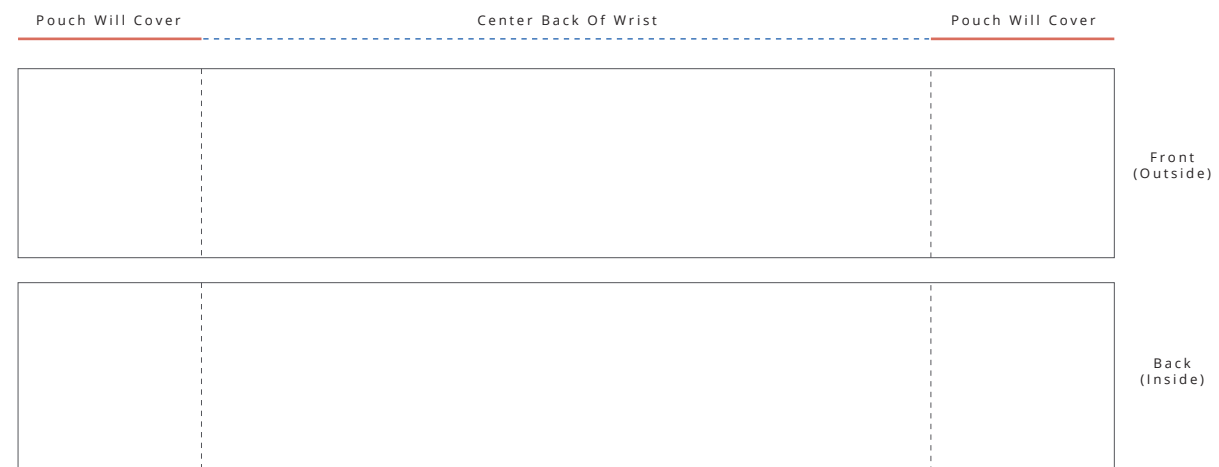 Pouch Will Cover
Center Back Of Wrist
Pouch Will Cover
Front
(Outside)
Back
(Inside)